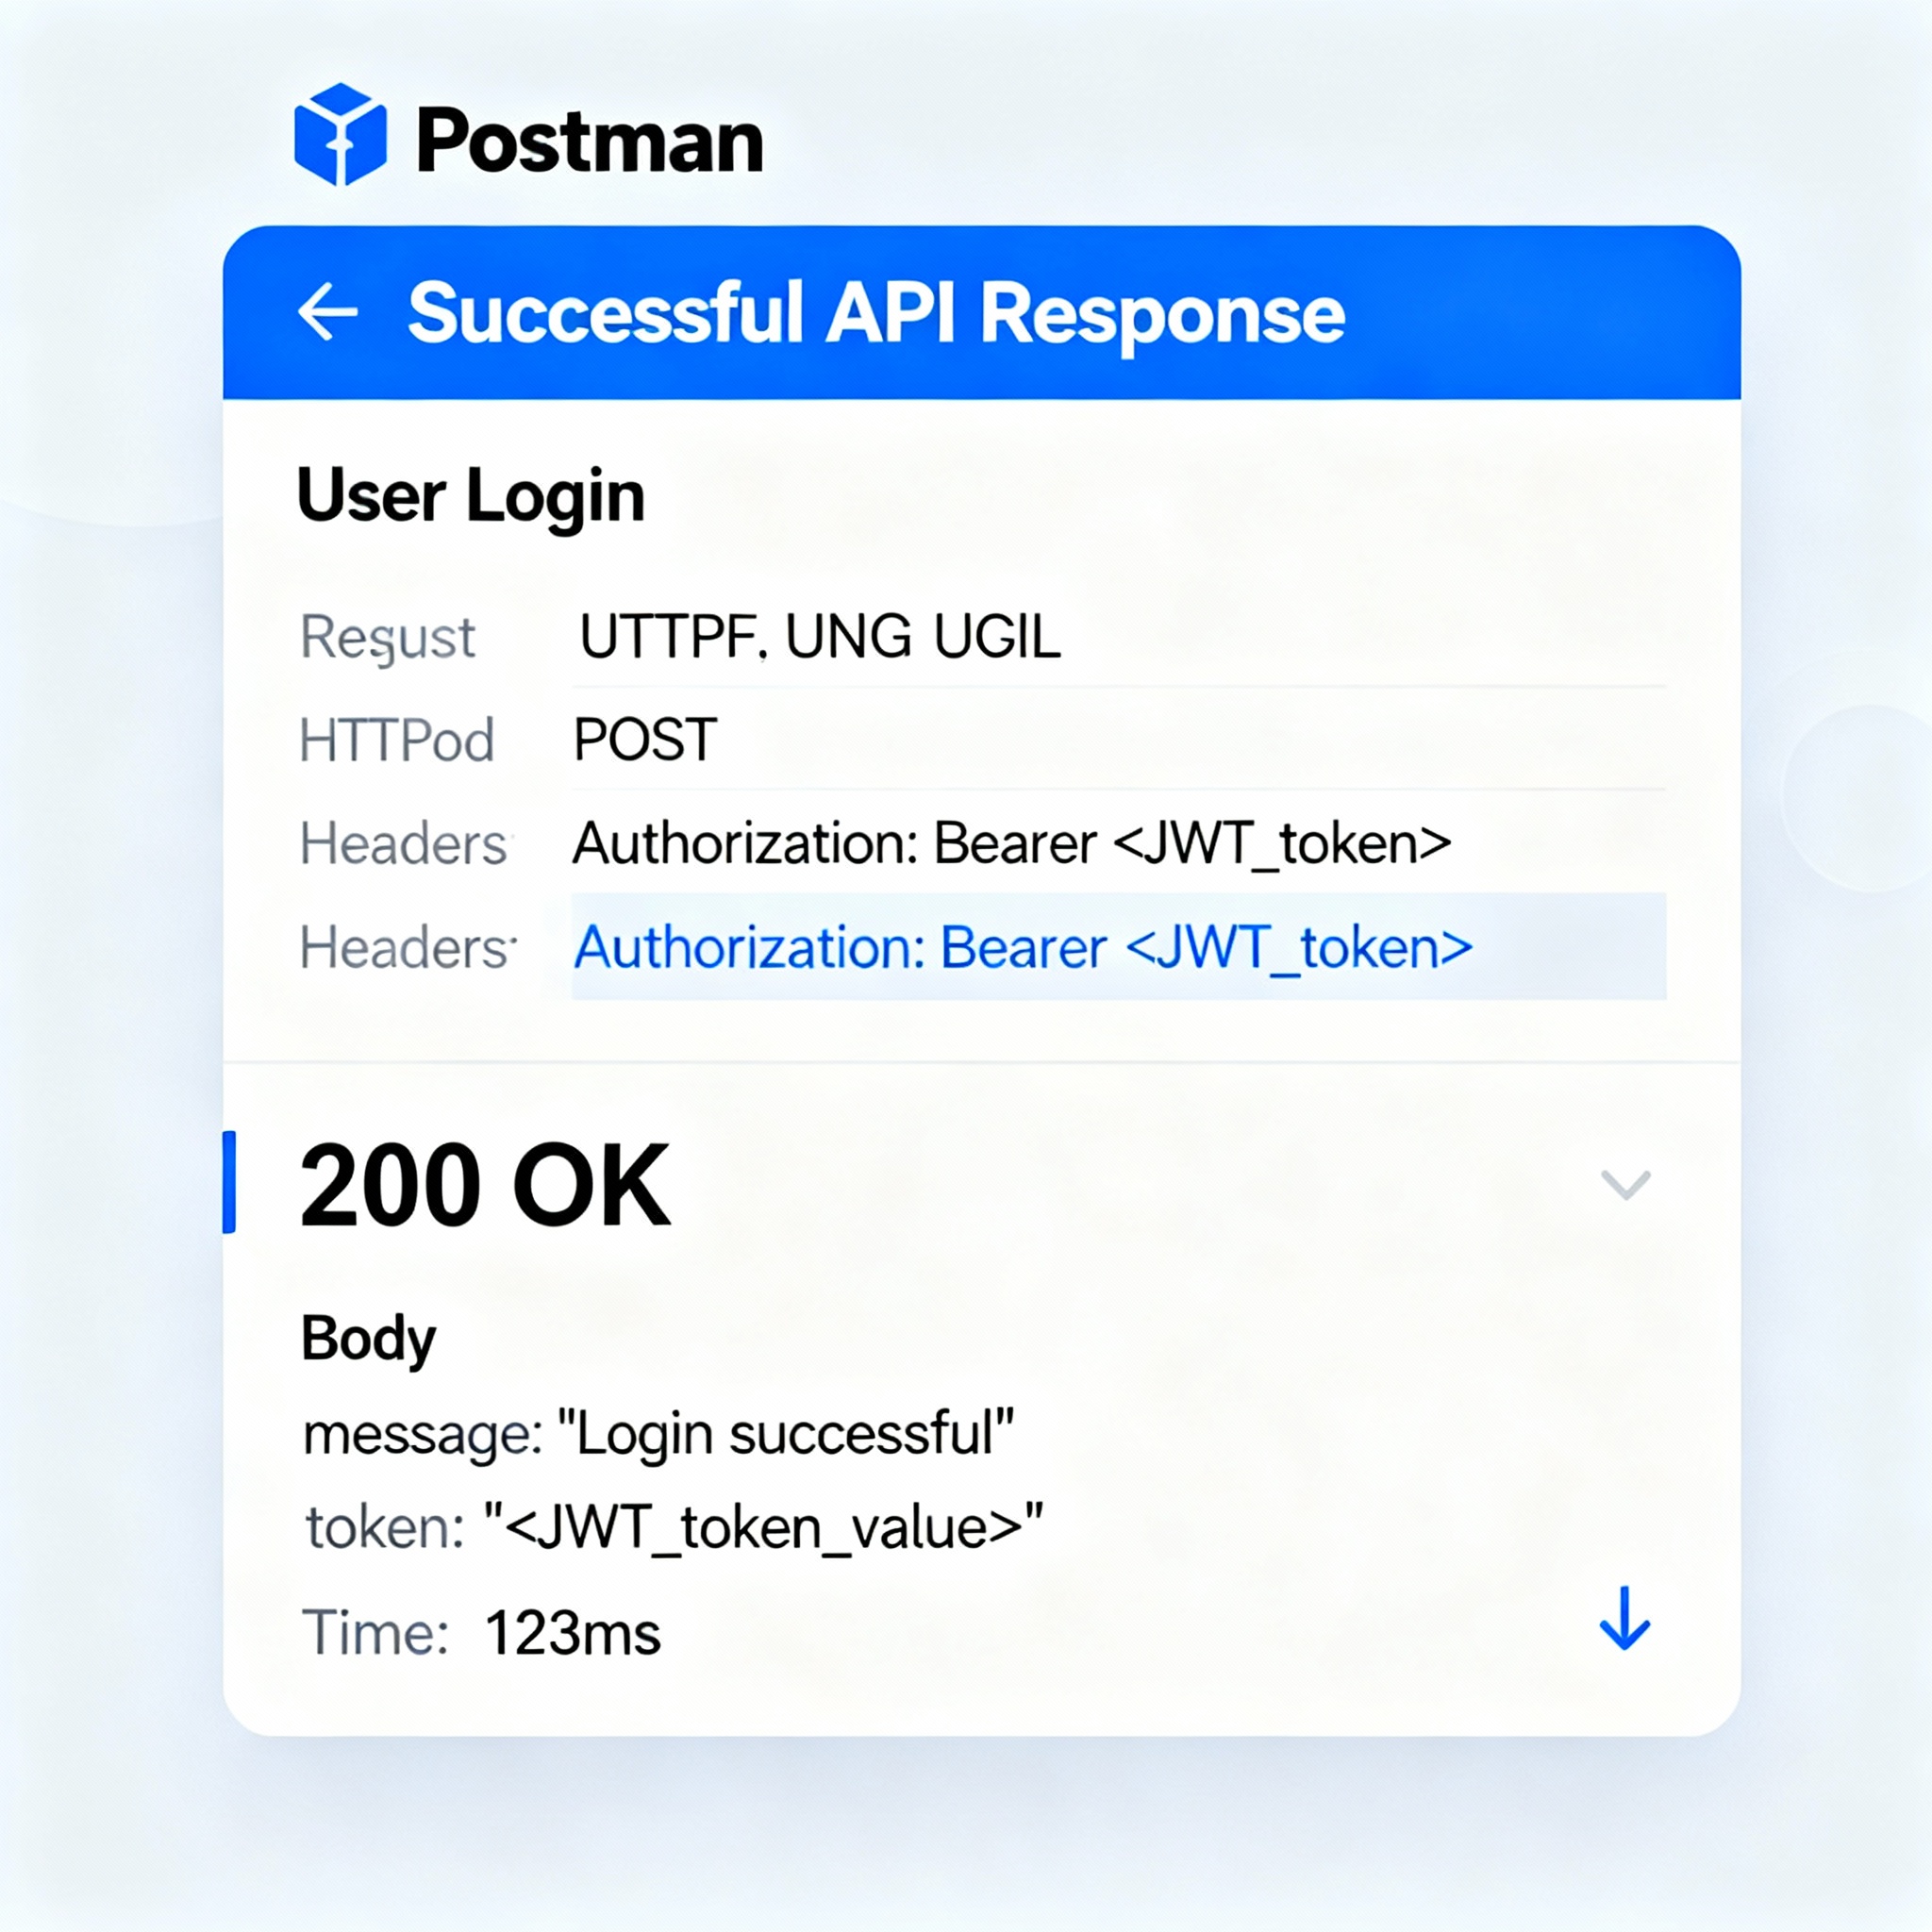 Postman
Successful API Response
User Login
Resust UTTPF. UNG UGIL
HTTPod POST
Headers Authorization: Bearer <JWT_token>
Headers· Authorization: Bearer <JWT_token>
200 OK
Body
message: "Login successful"
token: "<JWT_token_value>"
Time: 123ms